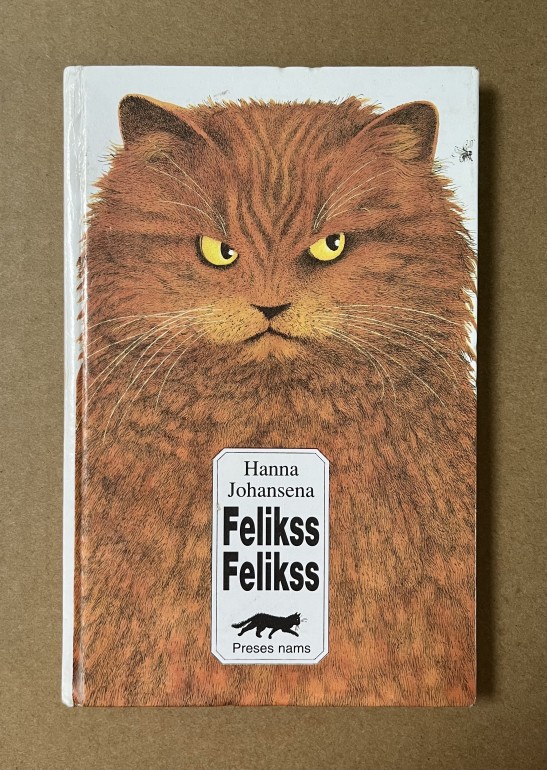 Hanna
Johansena
Felikss
Felikss
Preses nams